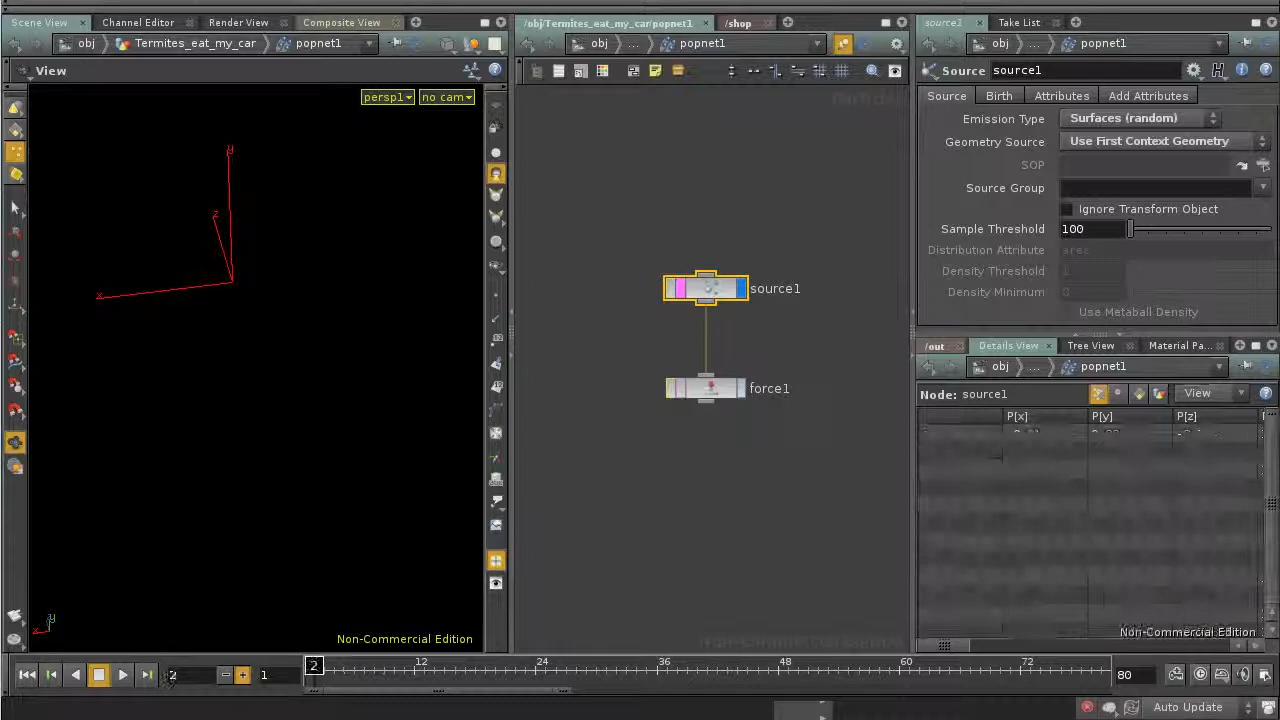 Scene View Channel Editor Render View Composite View /obj/Termites_eat_my_car/popnet1 /shop source1 Take List
obj Termites_eat_my_car popnet1 obj ... popnet1 obj ... popnet1
View Source source1
persp1 no cam
Source Birth Attributes Add Attributes
Emission Type Surfaces (random)
Geometry Source Use First Context Geometry
SOP
Source Group
Ignore Transform Object
Sample Threshold 100
Distribution Attribute area
Density Threshold 1
Density Minimum 0
Use Metaball Density
y
z
x
source1
force1
/out Details View Tree View Material Pa...
obj ... popnet1
Node: source1 View
P[x] P[y] P[z]
y
x
Non-Commercial Edition
Non-Commercial Edition
2 1 2 12 24 36 48 60 72 80
Auto Update